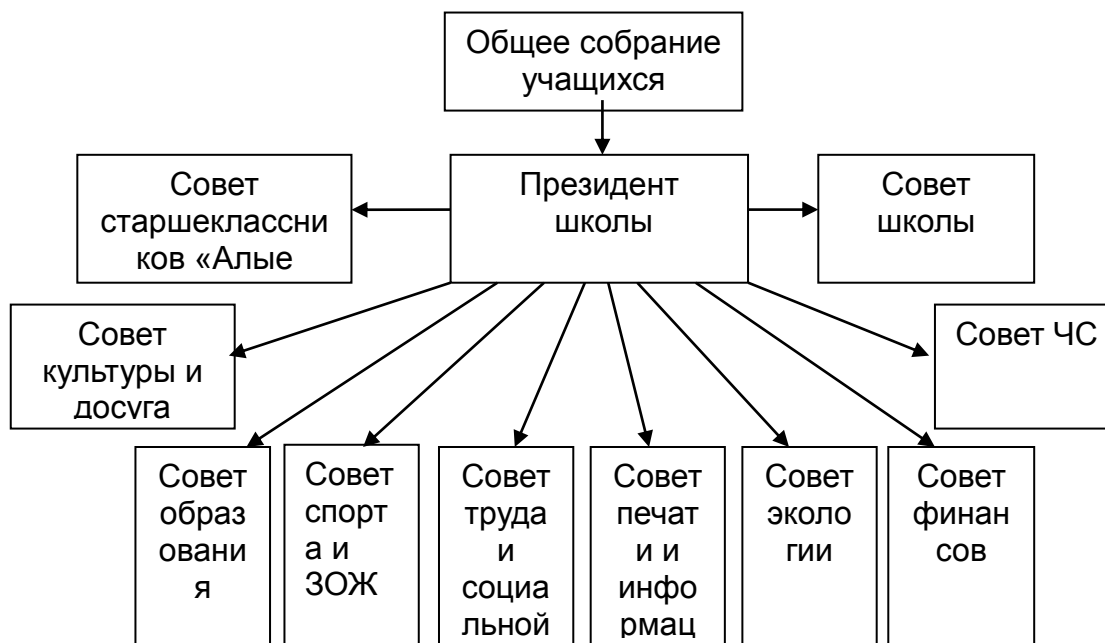 Общее собрание
учащихся
Совет
старшеклассни
ков «Алые
Президент
школы
Совет
школы
Совет
культуры и
досуга
Совет ЧС
Совет
образ
овани
я
Совет
спорт
а и
ЗОЖ
Совет
труда
и
социа
льной
Совет
печат
и и
инфо
рмац
Совет
эколо
гии
Совет
финан
сов